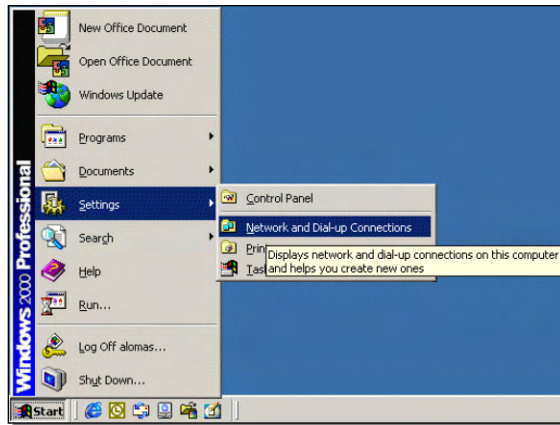 New Office Document
Open Office Document
Windows Update
Programs
Documents
Settings
Search
Help
Run...
Log Off alomas...
Shut Down...
Windows 2000 Professional
Control Panel
Network and Dial-up Connections
Displays network and dial-up connections on this computer
and helps you create new ones
Start